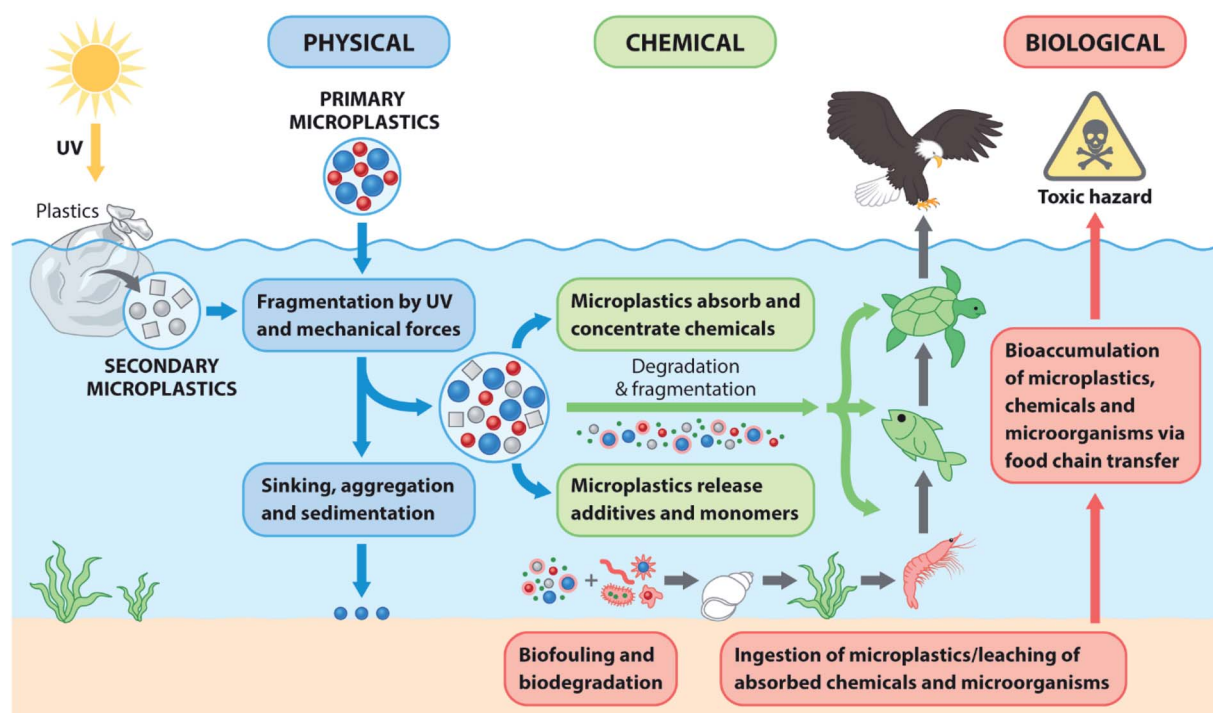 PHYSICAL
CHEMICAL
BIOLOGICAL
UV
Plastics
PRIMARY
MICROPLASTICS
Toxic hazard
SECONDARY
MICROPLASTICS
Fragmentation by UV
and mechanical forces
Sinking, aggregation
and sedimentation
Microplastics absorb and
concentrate chemicals
Degradation
& fragmentation
Microplastics release
additives and monomers
Bioaccumulation
of microplastics,
chemicals and
microorganisms via
food chain transfer
+
Biofouling and
biodegradation
Ingestion of microplastics/leaching of
absorbed chemicals and microorganisms